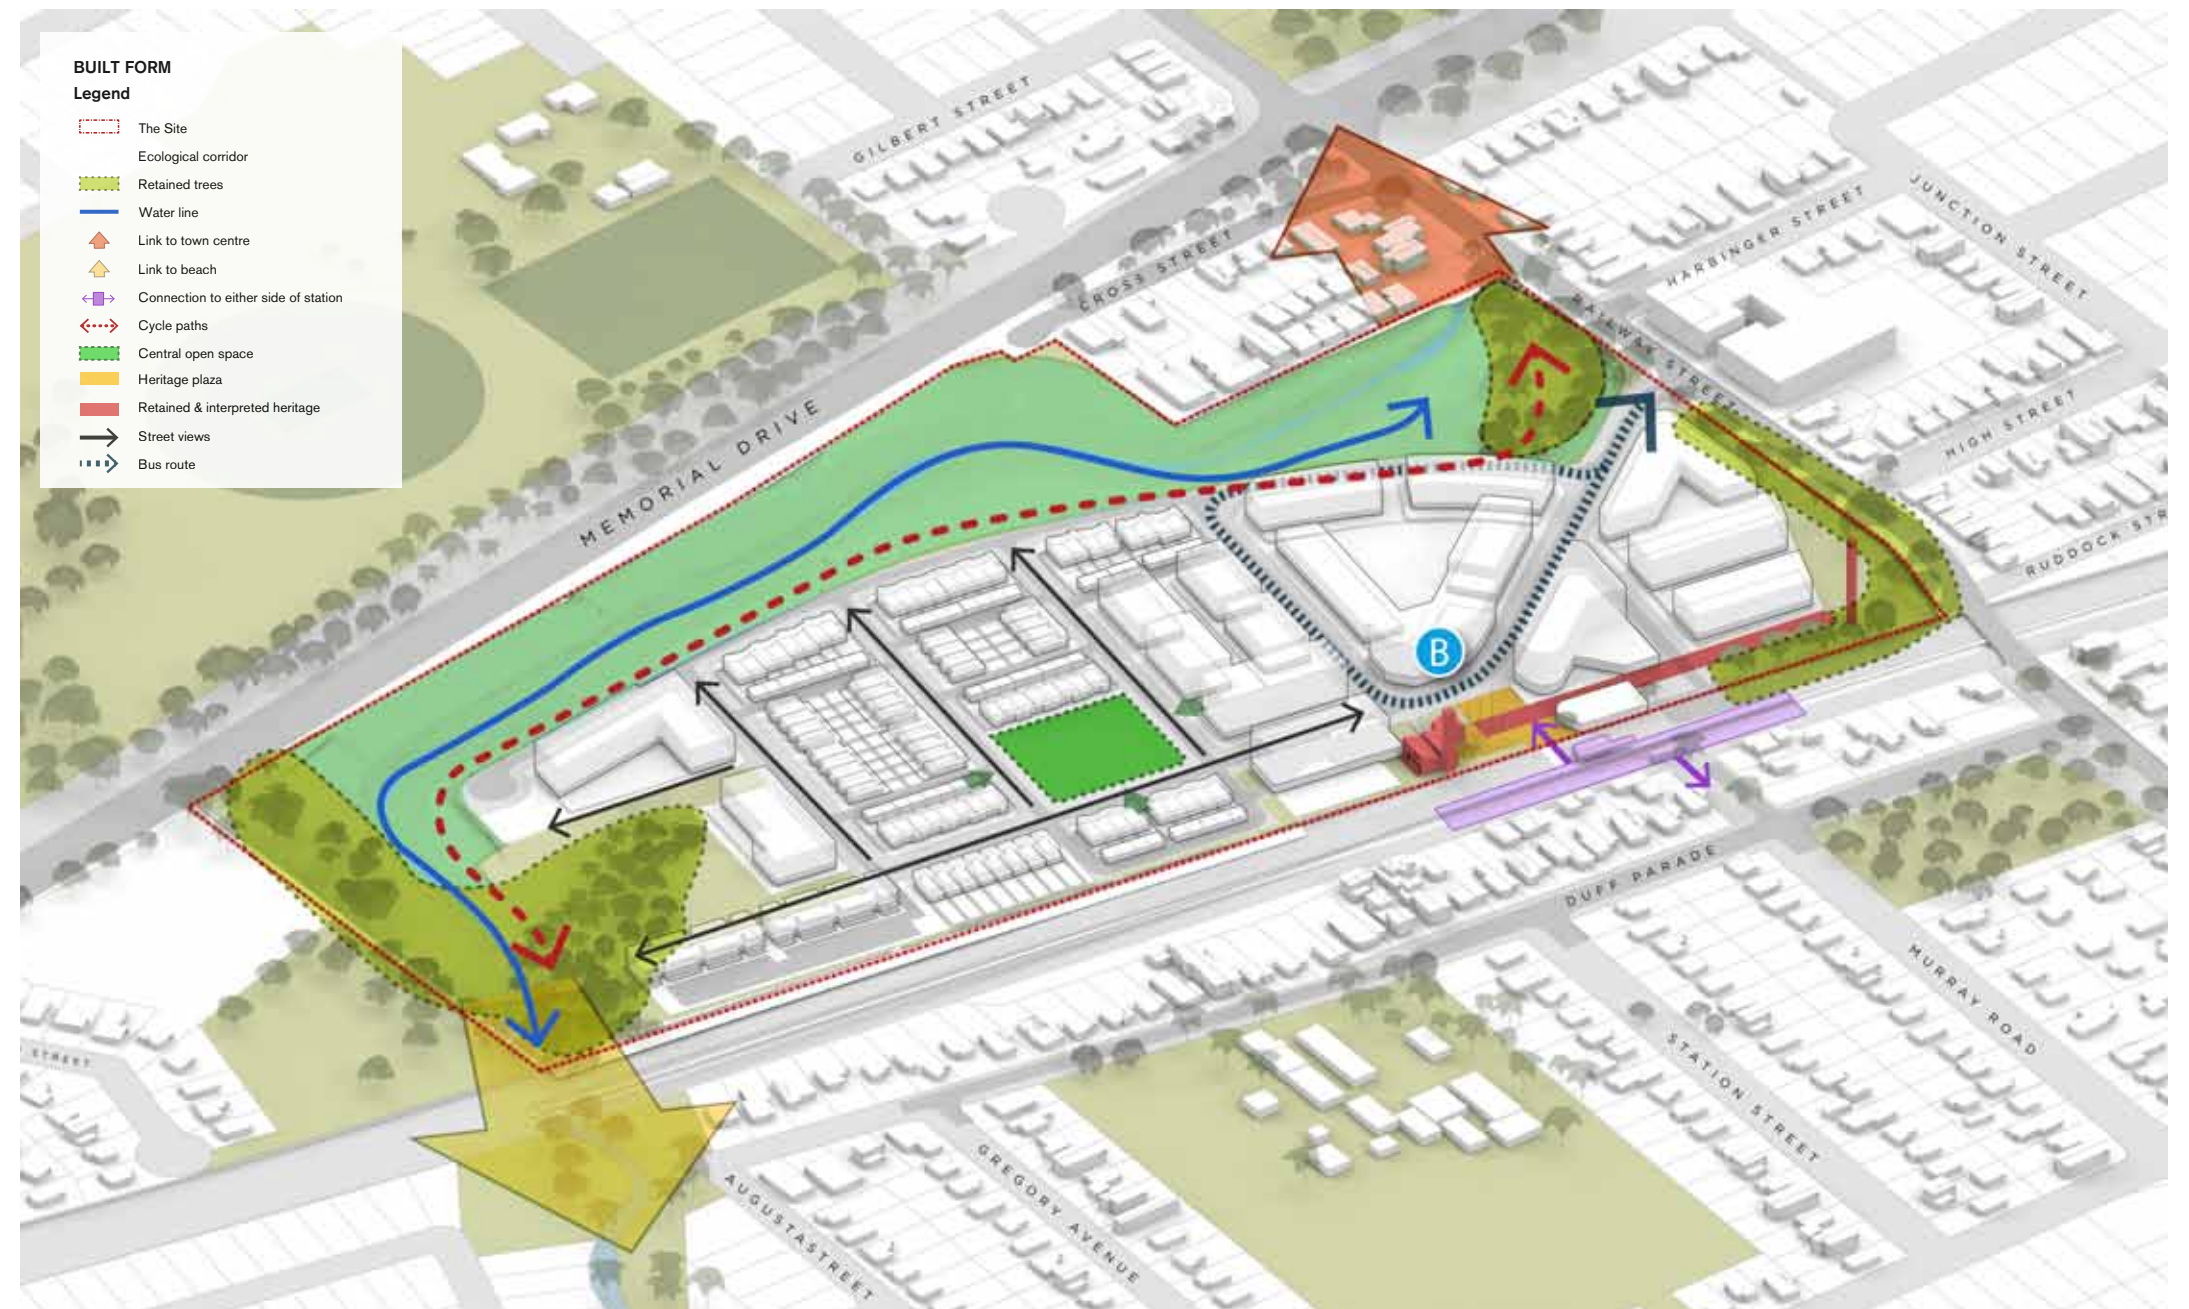 BUILT FORM
Legend
The Site
Ecological corridor
Retained trees
Water line
Link to town centre
Link to beach
Connection to either side of station
Cycle paths
Central open space
Heritage plaza
Retained & interpreted heritage
Street views
Bus route
GILBERT STREET
CROSS STREET
MEMORIAL DRIVE
HARBINGER STREET
JUNCTION STREET
RAILWAY STREET
HIGH STREET
RUDDOCK STR
B
DUFF PARADE
MURRAY ROAD
STATION STREET
GREGORY AVENUE
AUGUSTA STREET
STREET